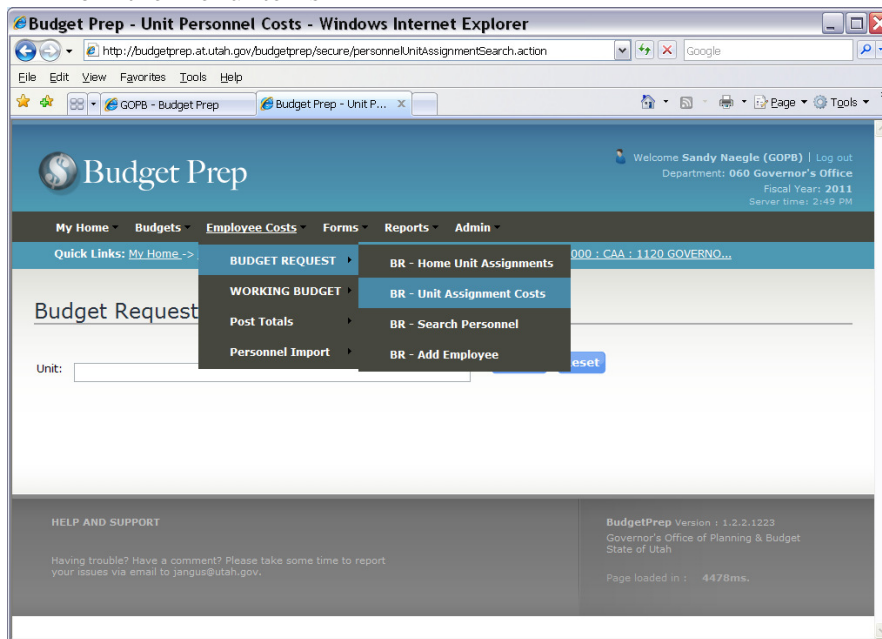 Budget Prep - Unit Personnel Costs - Windows Internet Explorer
http://budgetprep.at.utah.gov/budgetprep/secure/personnelUnitAssignmentSearch.action
Google
File Edit View Favorites Tools Help
GOPB - Budget Prep
Budget Prep - Unit P... x
Page Tools
Budget Prep
Welcome Sandy Naegle (GOPB) | Log out
Department: 060 Governor's Office
Fiscal Year: 2011
Server time: 2:49 PM
My Home Budgets Employee Costs Forms Reports Admin
Quick Links: My Home ->
000 : CAA : 1120 GOVERNO...
BUDGET REQUEST
WORKING BUDGET
Post Totals
Personnel Import
BR - Home Unit Assignments
BR - Unit Assignment Costs
BR - Search Personnel
BR - Add Employee
Budget Request
Unit:
eset
HELP AND SUPPORT
Having trouble? Have a comment? Please take some time to report
your issues via email to jangus@utah.gov.
BudgetPrep Version : 1.2.2.1223
Governor's Office of Planning & Budget
State of Utah
Page loaded in : 4478ms.